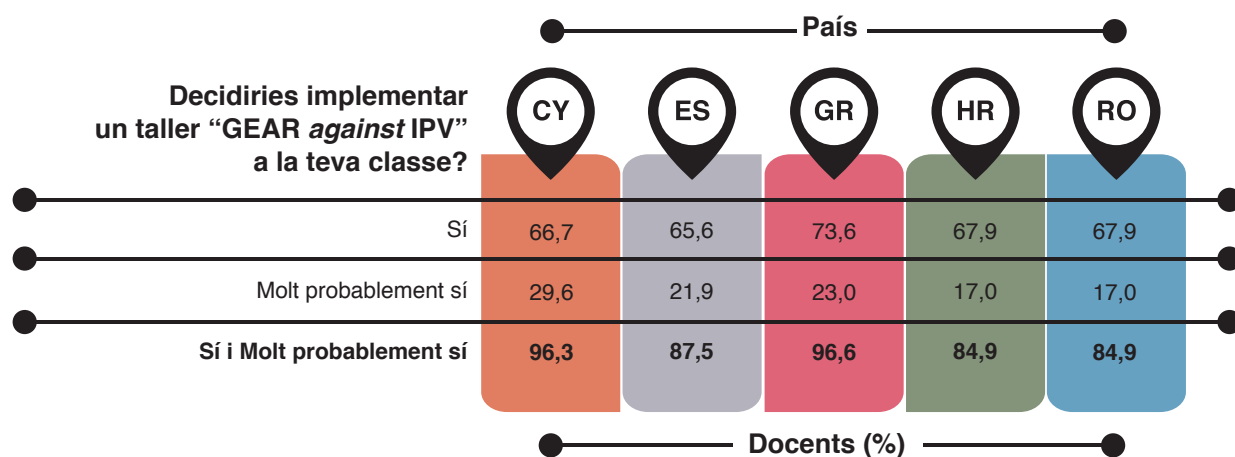 País
Decidiries implementar
un taller “GEAR against IPV”
a la teva classe?
CY ES GR HR RO
Sí 66,7 65,6 73,6 67,9 67,9
Molt probablement sí 29,6 21,9 23,0 17,0 17,0
Sí i Molt probablement sí 96,3 87,5 96,6 84,9 84,9
Docents (%)